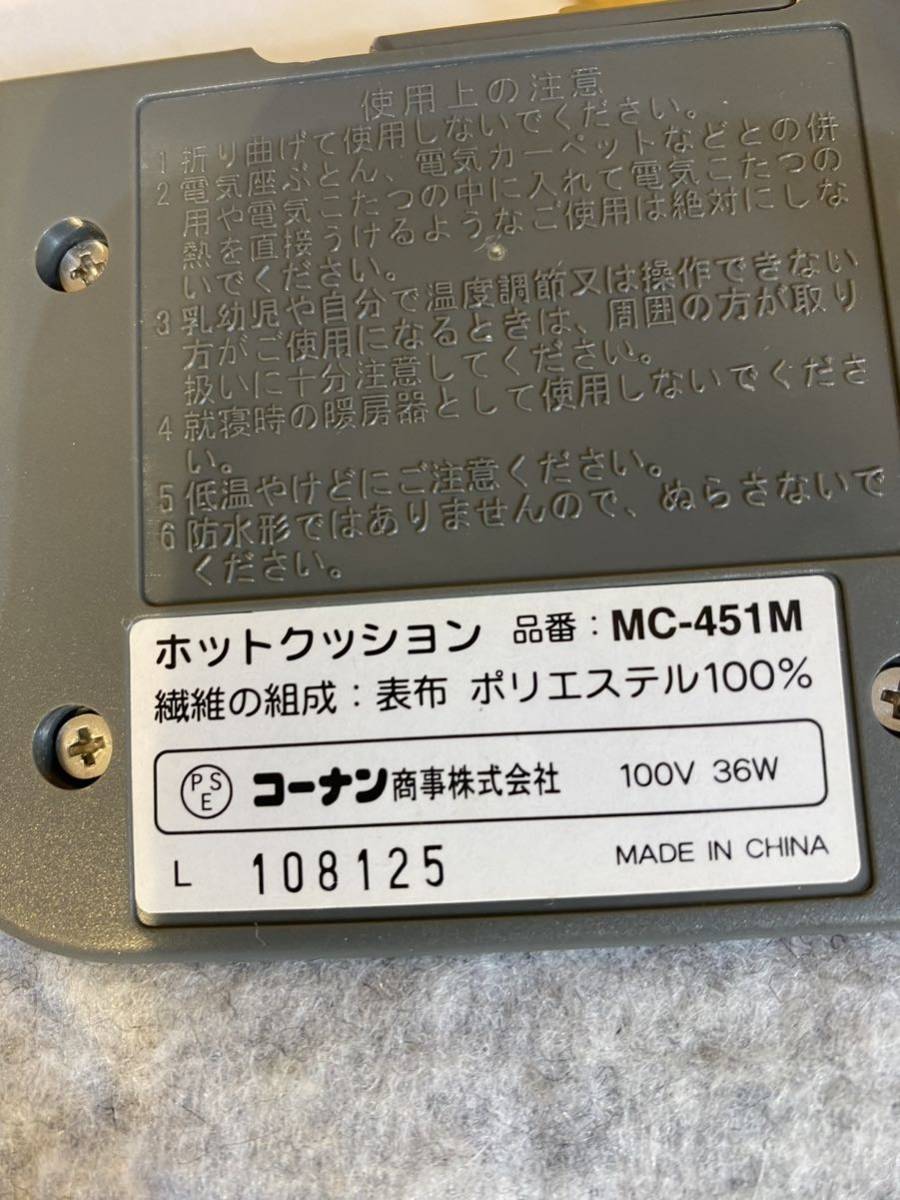 使用上の注意
1 折り曲げて使用しないでください。
2 電気座ぶとん、電気カーペットなどとの併
用や電気こたつの中に入れて電気こたつの
熱を直接うけるようなご使用は絶対にしな
いでください。
3 乳幼児や自分で温度調節又は操作できない
方がご使用になるときは、周囲の方が取り
扱いに十分注意してください。
4 就寝時の暖房器として使用しないでくださ
い。
5 低温やけどにご注意ください。
6 防水形ではありませんので、ぬらさないで
ください。
ホットクッション 品番：MC-451M
繊維の組成：表布 ポリエステル100%
PSE コーナン商事株式会社 100V 36W
L 108125 MADE IN CHINA